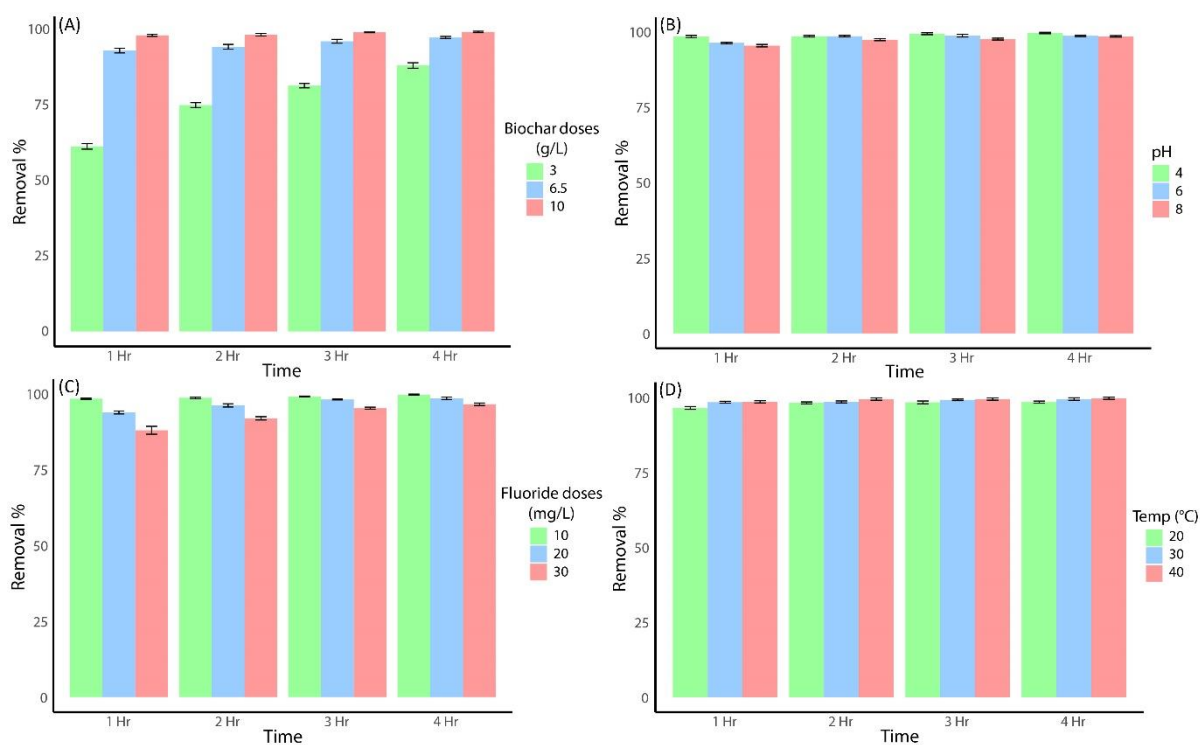 (A)
100
75
50
25
0
Removal %
1 Hr
2 Hr
3 Hr
4 Hr
Time
Biochar doses
(g/L)
3
6.5
10
(B)
100
75
50
25
0
Removal %
1 Hr
2 Hr
3 Hr
4 Hr
Time
pH
4
6
8
(C)
100
75
50
25
0
Removal %
1 Hr
2 Hr
3 Hr
4 Hr
Time
Fluoride doses
(mg/L)
10
20
30
(D)
100
75
50
25
0
Removal %
1 Hr
2 Hr
3 Hr
4 Hr
Time
Temp (°C)
20
30
40